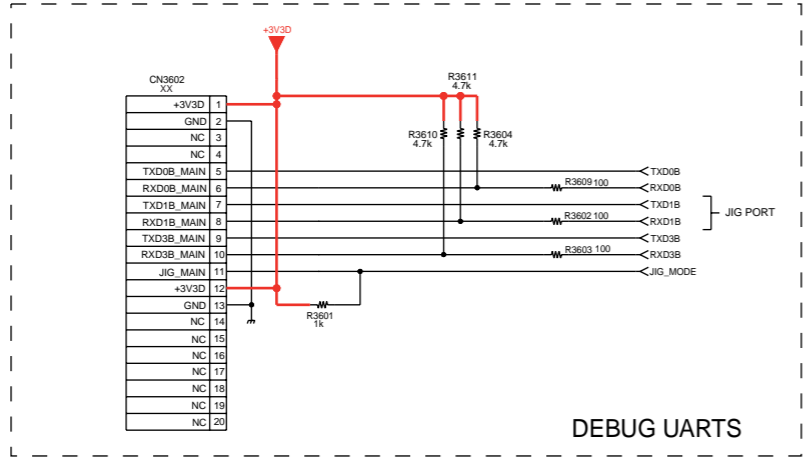 +3V3D
CN3602
XX
+3V3D 1
GND 2
NC 3
NC 4
TXD0B_MAIN 5
RXD0B_MAIN 6
TXD1B_MAIN 7
RXD1B_MAIN 8
TXD3B_MAIN 9
RXD3B_MAIN 10
JIG_MAIN 11
+3V3D 12
GND 13
NC 14
NC 15
NC 16
NC 17
NC 18
NC 19
NC 20
R3611
4.7k
R3610
4.7k
R3604
4.7k
R3609 100
R3602 100
R3603 100
R3601
1k
TXD0B
RXD0B
TXD1B
RXD1B
TXD3B
RXD3B
JIG_MODE
JIG PORT
DEBUG UARTS